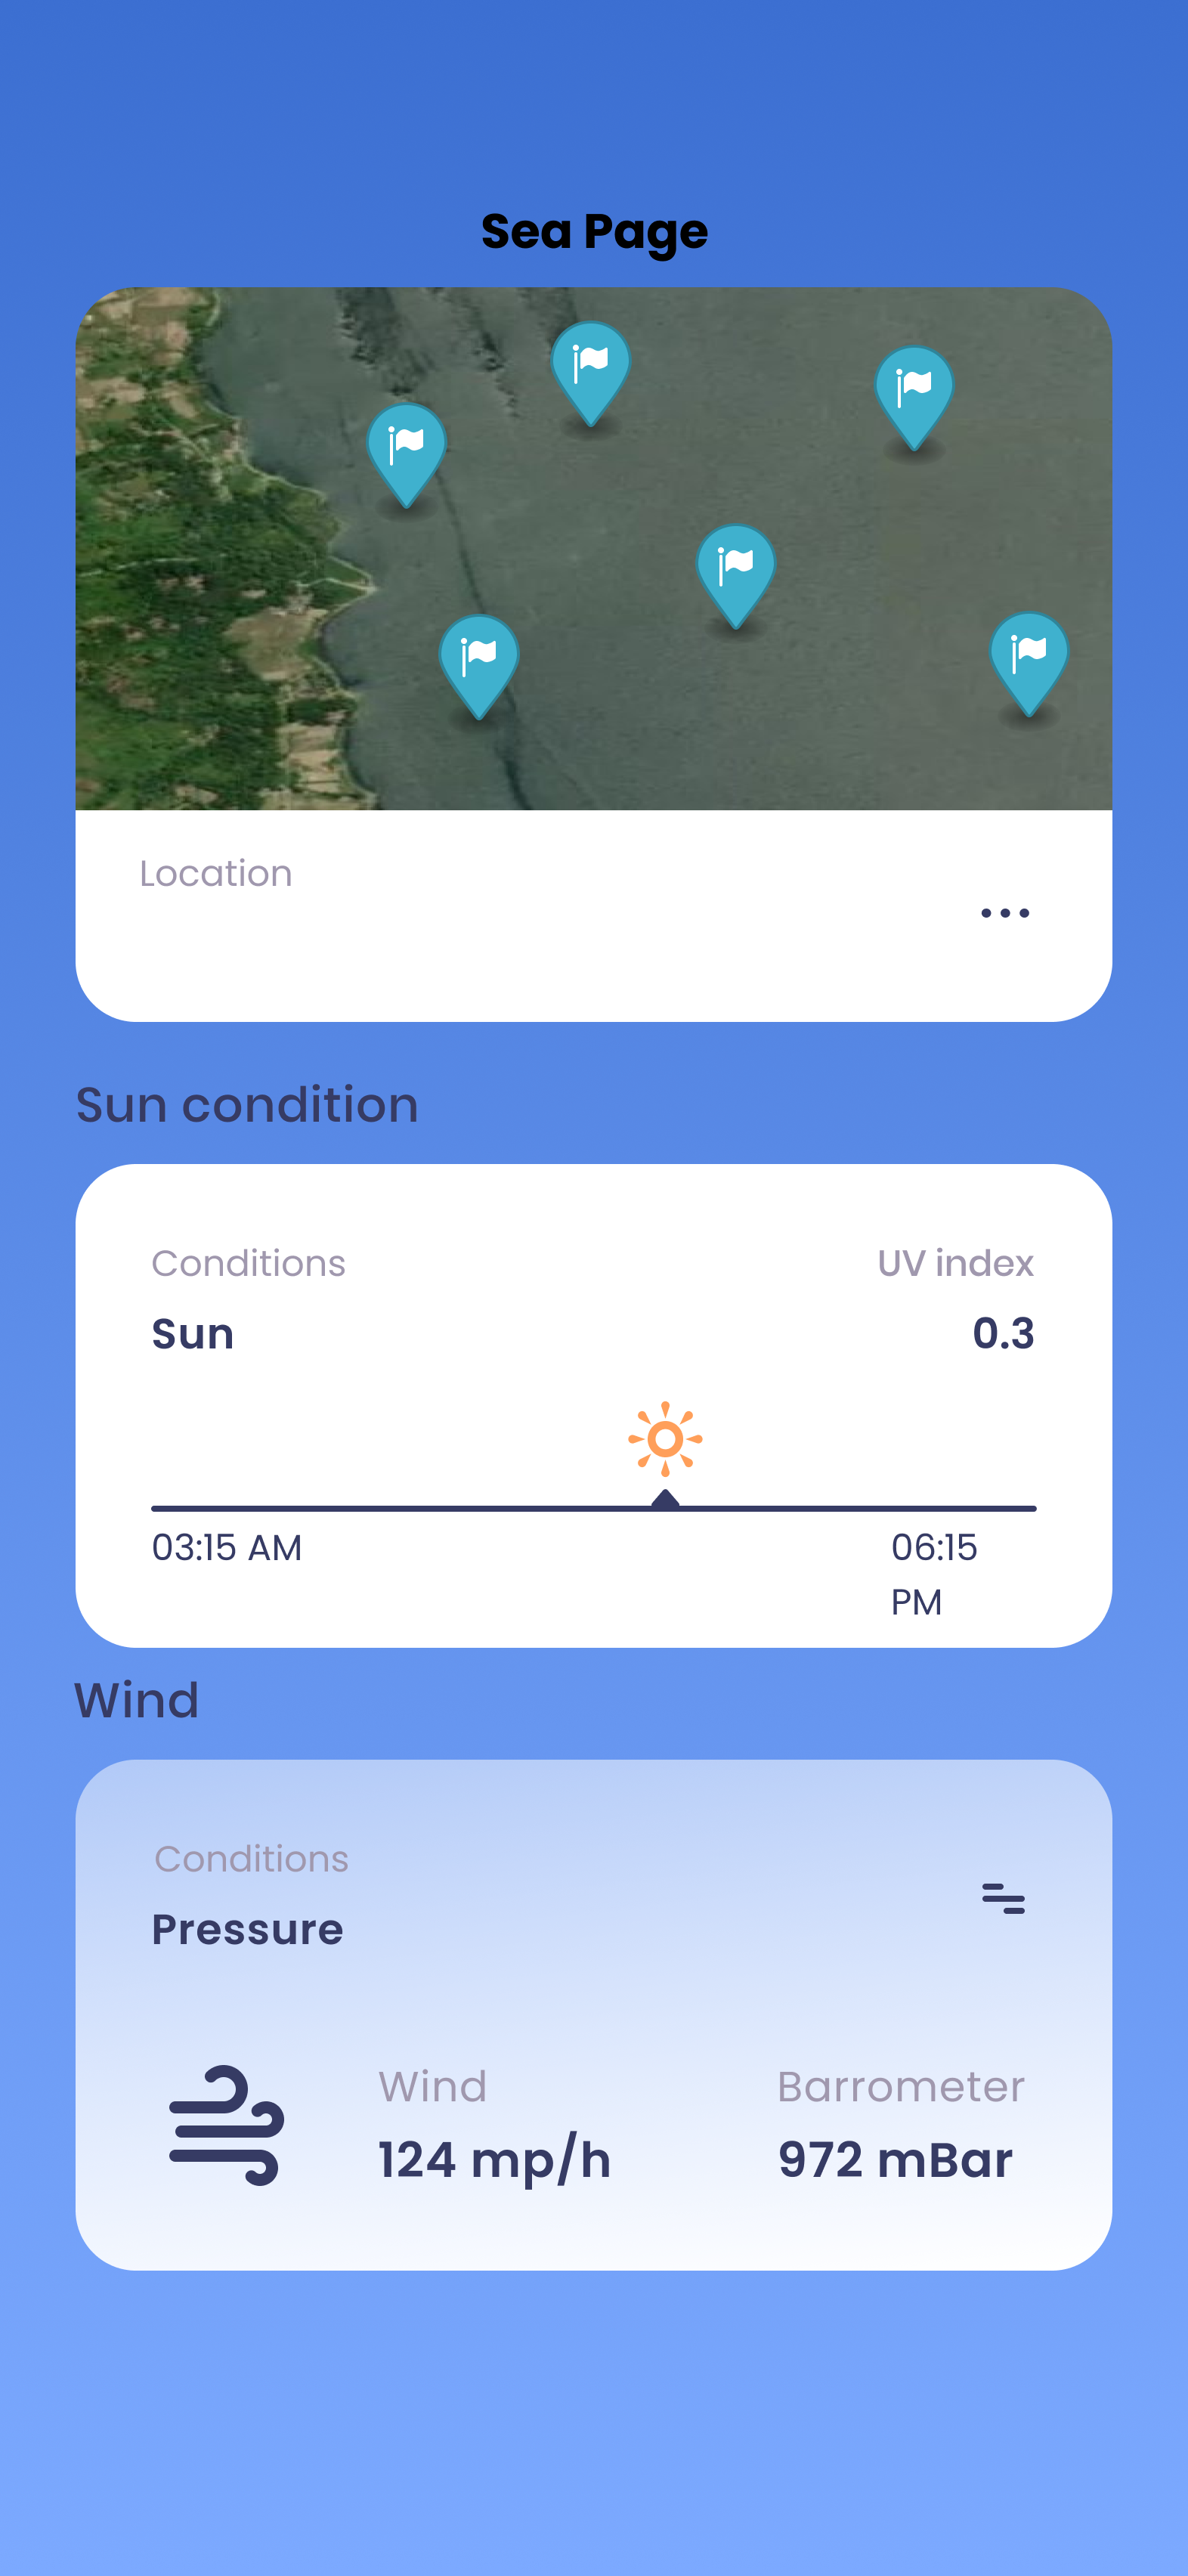 Sea Page
Location
Sun condition
Conditions
UV index
Sun
0.3
03:15 AM
06:15
PM
Wind
Conditions
Pressure
Wind
Barrometer
124 mp/h
972 mBar